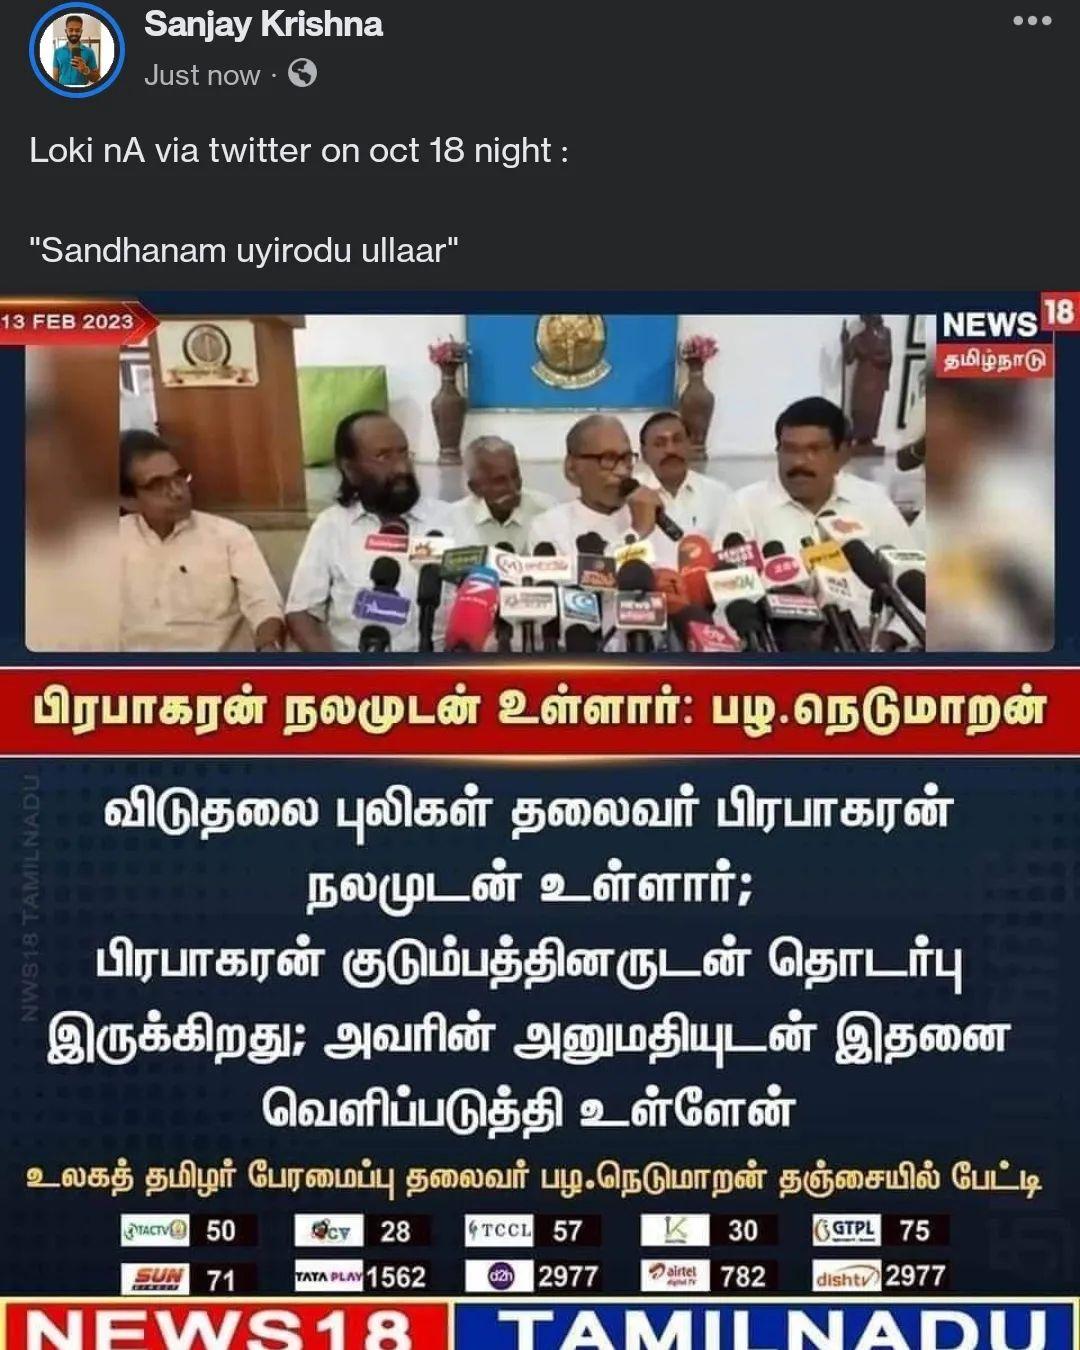 Sanjay Krishna
Just now ·
Loki nA via twitter on oct 18 night :
"Sandhanam uyirodu ullaar"
13 FEB 2023
NEWS 18
தமிழ்நாடு
பிரபாகரன் நலமுடன் உள்ளார்: பழ.நெடுமாறன்
விடுதலை புலிகள் தலைவர் பிரபாகரன்
நலமுடன் உள்ளார்;
பிரபாகரன் குடும்பத்தினருடன் தொடர்பு
இருக்கிறது; அவரின் அனுமதியுடன் இதனை
வெளிப்படுத்தி உள்ளேன்
உலகத் தமிழர் பேரமைப்பு தலைவர் பழ.நெடுமாறன் தஞ்சையில் பேட்டி
NWS18 TAMILNADU
TACTV 50 CV 28 TCCL 57 K 30 GTPL 75
SUN 71 TATA PLAY 1562 d2h 2977 airtel digital TV 782 dishtv 2977
NEWS18 TAMILNADU